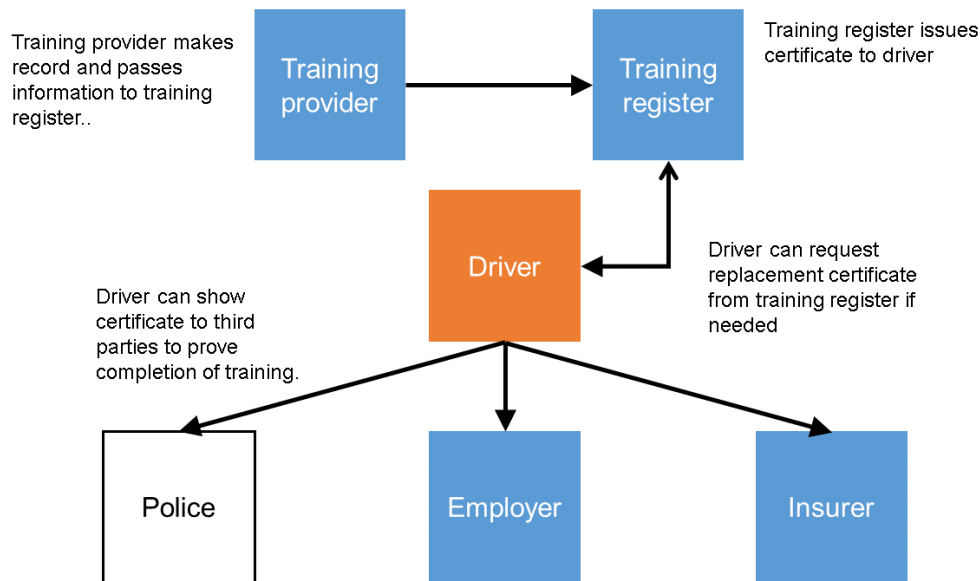 Training provider makes
record and passes
information to training
register..
Training
provider
Training
register
Training register issues
certificate to driver
Driver
Driver can request
replacement certificate
from training register if
needed
Driver can show
certificate to third
parties to prove
completion of training.
Police
Employer
Insurer